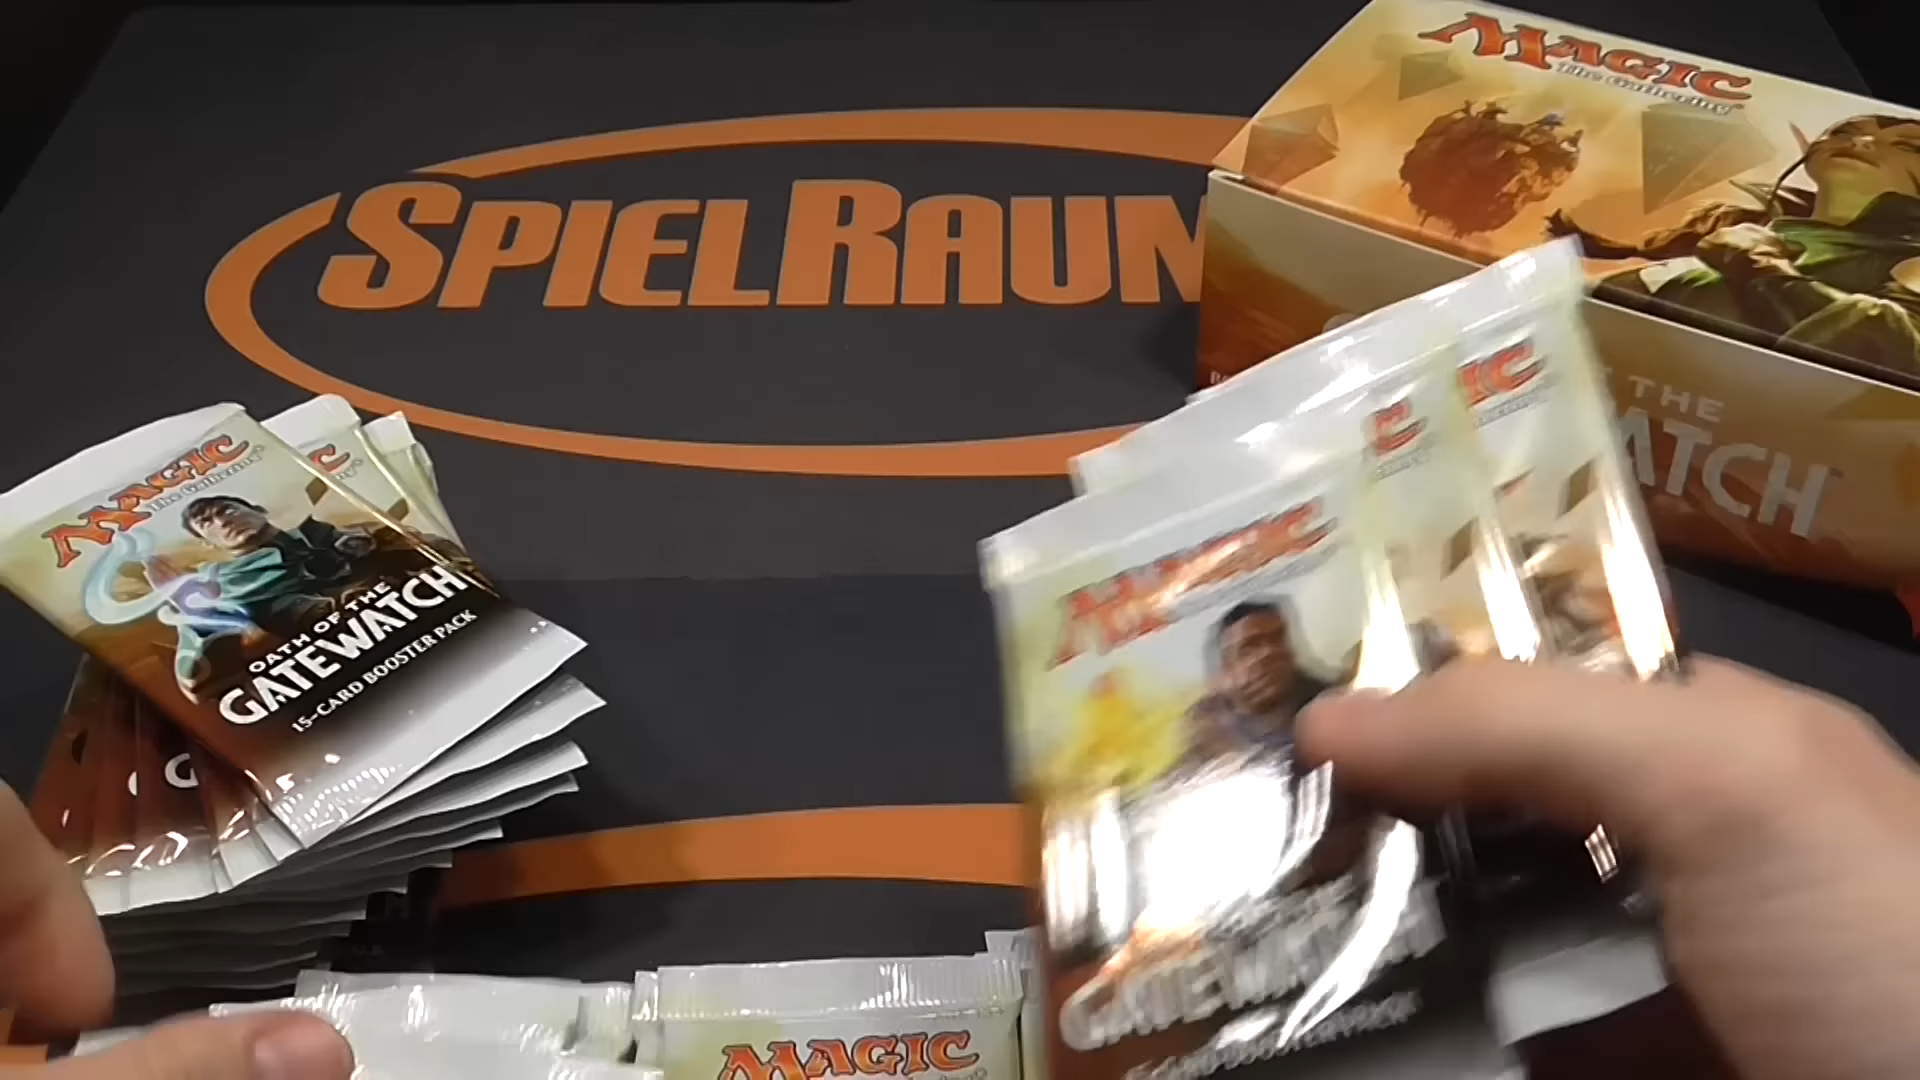 MAGIC
The Gathering
SPIELRAUM
THE
ATCH
MAGIC
The Gathering
OATH OF THE
GATEWATCH
15-CARD BOOSTER PACK
IC
C
MAGIC
GATEWATCH
G
MAGIC